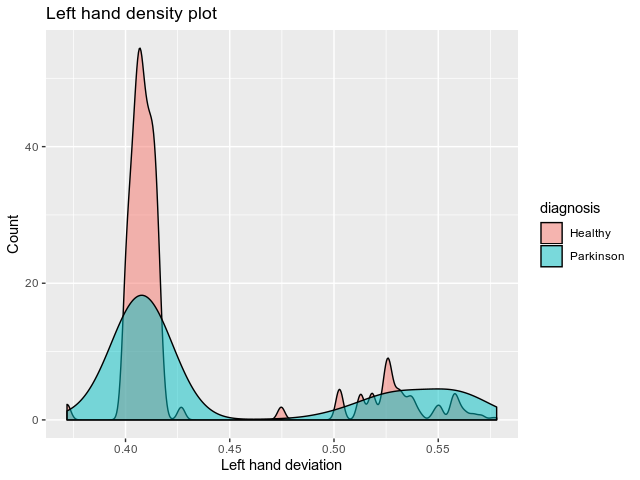 Left hand density plot
Count
40
20
0
0.40 0.45 0.50 0.55
Left hand deviation
diagnosis
Healthy
Parkinson